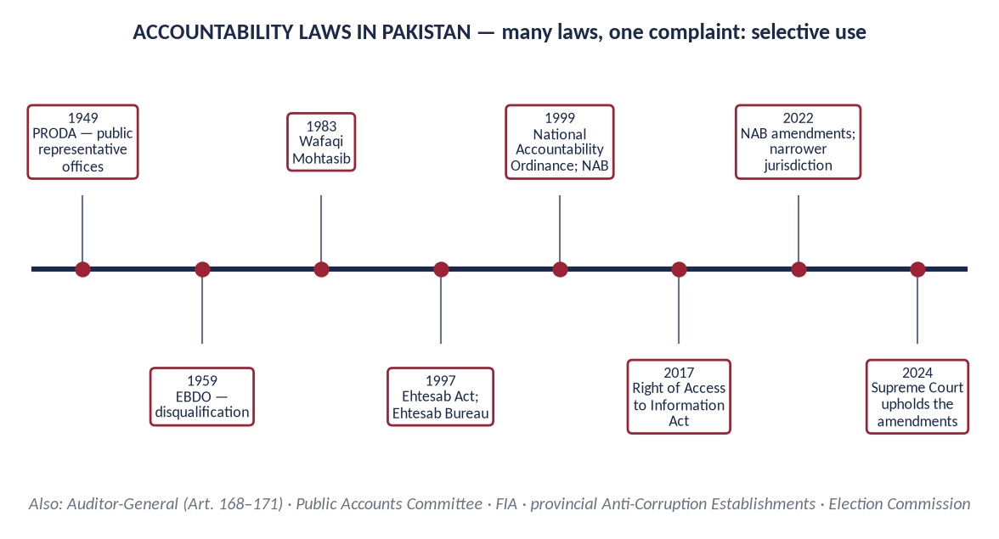 ACCOUNTABILITY LAWS IN PAKISTAN — many laws, one complaint: selective use
1949
PRODA — public
representative
offices
1959
EBDO —
disqualification
1983
Wafaqi
Mohtasib
1997
Ehtesab Act;
Ehtesab Bureau
1999
National
Accountability
Ordinance; NAB
2017
Right of Access
to Information
Act
2022
NAB amendments;
narrower
jurisdiction
2024
Supreme Court
upholds the
amendments
Also: Auditor-General (Art. 168–171) · Public Accounts Committee · FIA · provincial Anti-Corruption Establishments · Election Commission